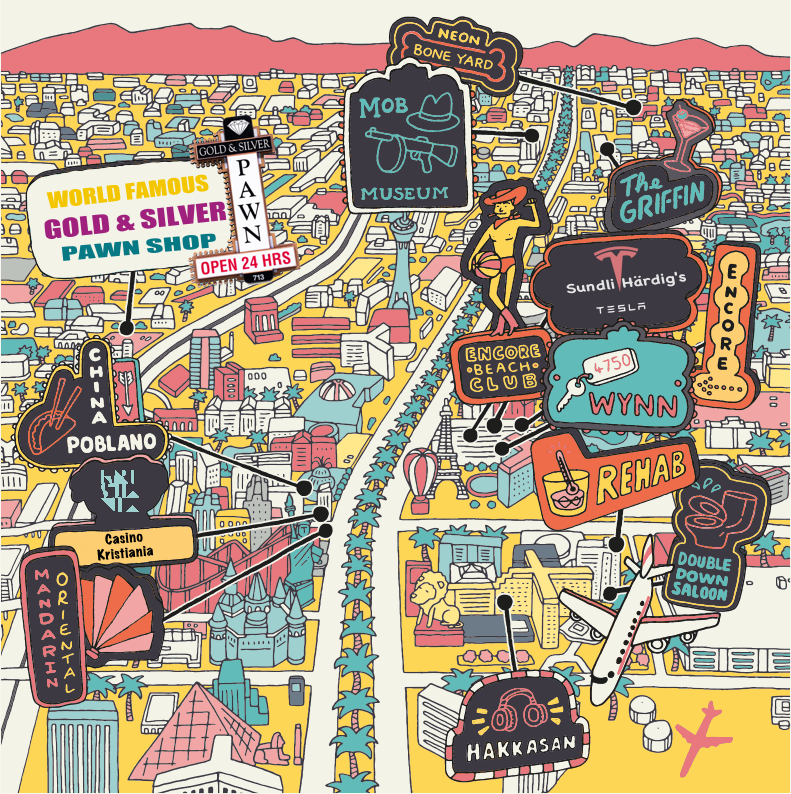 NEON
BONE YARD
MOB
MUSEUM
GOLD & SILVER
PAWN
OPEN 24 HRS
713
WORLD FAMOUS
GOLD & SILVER
PAWN SHOP
The
GRIFFIN
Sundli Härdig's
TESLA
ENCORE
ENCORE
•BEACH•
CLUB
4750
WYNN
CHINA
POBLANO
REHAB
Casino
Kristiania
DOUBLE
DOWN
SALOON
MANDARIN
ORIENTAL
HAKKASAN